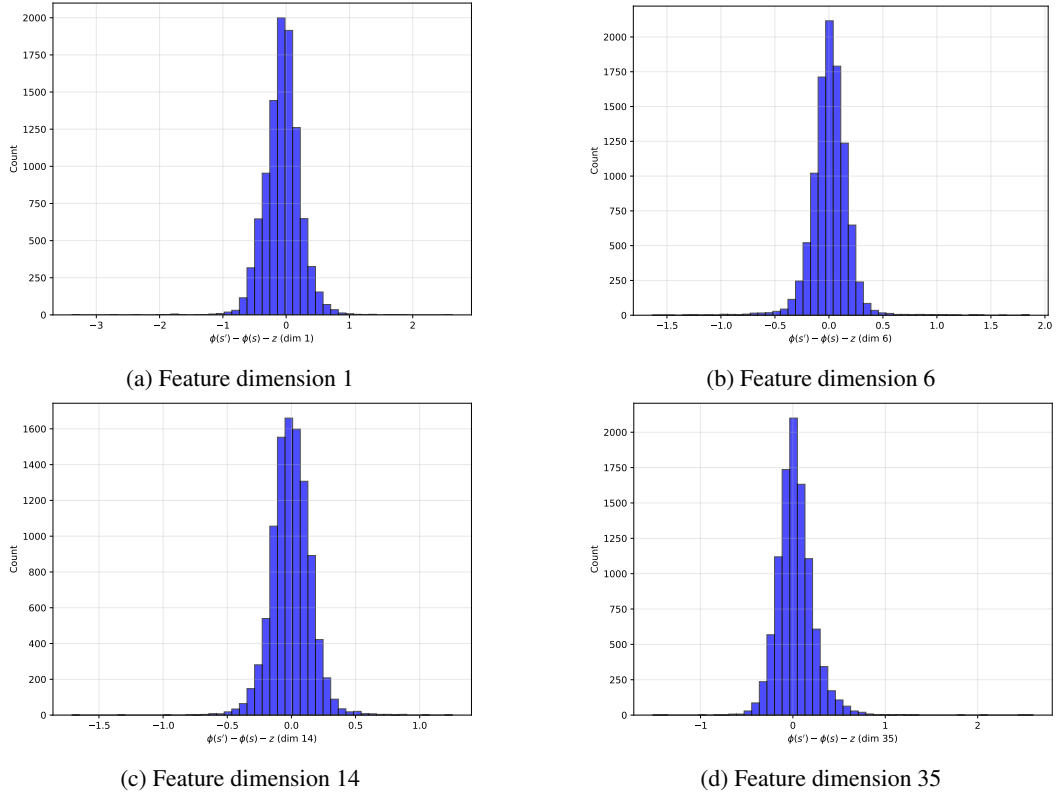 2000
1750
1500
1250
1000
750
500
250
0
Count
−3 −2 −1 0 1 2
ϕ(s′) − ϕ(s) − z (dim 1)
(a) Feature dimension 1
2000
1750
1500
1250
1000
750
500
250
0
Count
−1.5 −1.0 −0.5 0.0 0.5 1.0 1.5 2.0
ϕ(s′) − ϕ(s) − z (dim 6)
(b) Feature dimension 6
1600
1400
1200
1000
800
600
400
200
0
Count
−1.5 −1.0 −0.5 0.0 0.5 1.0
ϕ(s′) − ϕ(s) − z (dim 14)
(c) Feature dimension 14
2000
1750
1500
1250
1000
750
500
250
0
Count
−1 0 1 2
ϕ(s′) − ϕ(s) − z (dim 35)
(d) Feature dimension 35